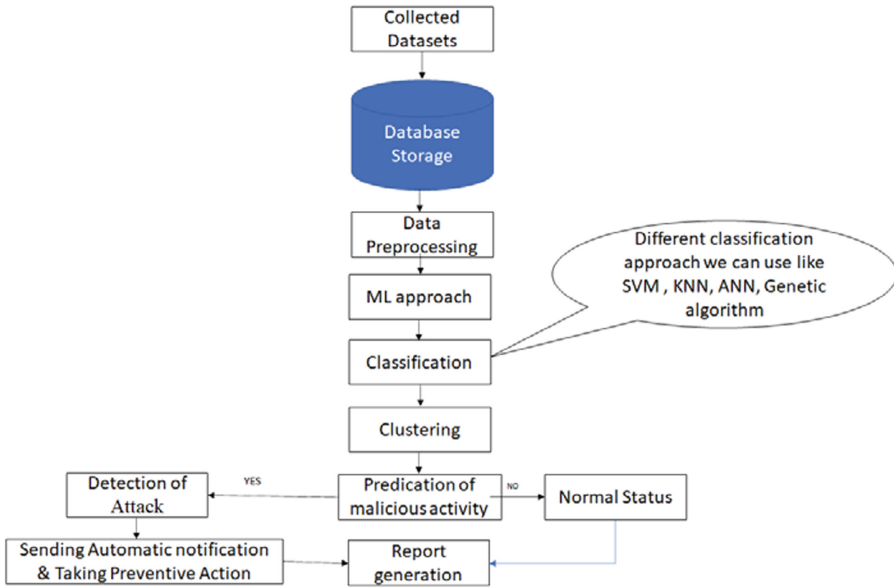 Collected
Datasets
Database
Storage
Data
Preprocessing
Different classification
approach we can use like
SVM , KNN, ANN, Genetic
algorithm
ML approach
Classification
Clustering
Detection of
Attack
YES
Predication of
malicious activity
NO
Normal Status
Sending Automatic notification
& Taking Preventive Action
Report
generation